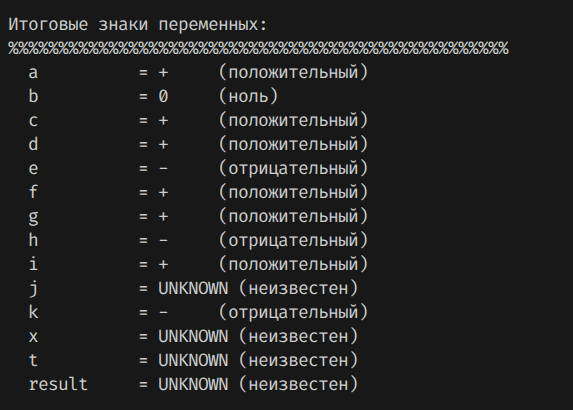 Итоговые знаки переменных:
%%%%%%%%%%%%%%%%%%%%%%%%%%%%%%%%%%%%%%%%%%%%%%%%%%
a = + (положительный)
b = 0 (ноль)
c = + (положительный)
d = + (положительный)
e = - (отрицательный)
f = + (положительный)
g = + (положительный)
h = - (отрицательный)
i = + (положительный)
j = UNKNOWN (неизвестен)
k = - (отрицательный)
x = UNKNOWN (неизвестен)
t = UNKNOWN (неизвестен)
result = UNKNOWN (неизвестен)